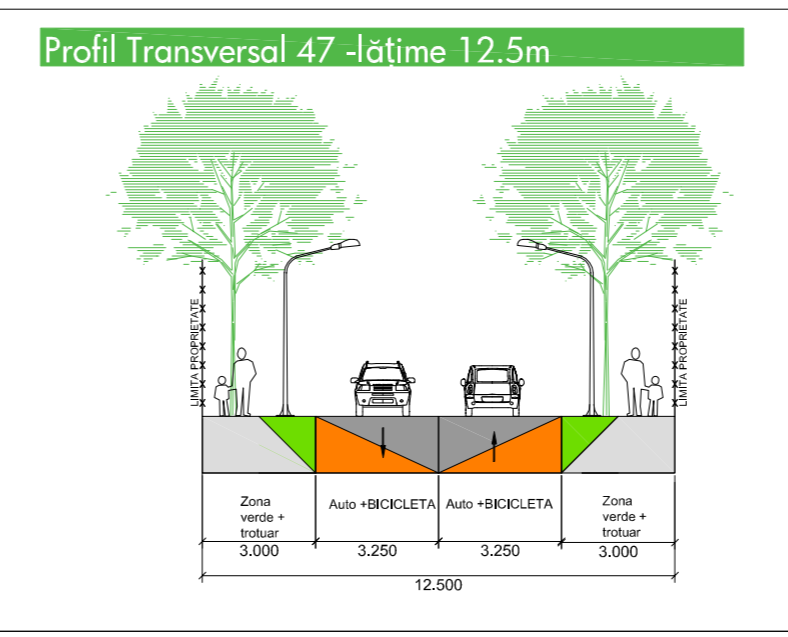 Profil Transversal 47 -lățime 12.5m
LIMITA PROPRIETATE
LIMITA PROPRIETATE
Zona
verde +
trotuar
3.000
Auto +BICICLETA
3.250
Auto +BICICLETA
3.250
Zona
verde +
trotuar
3.000
12.500